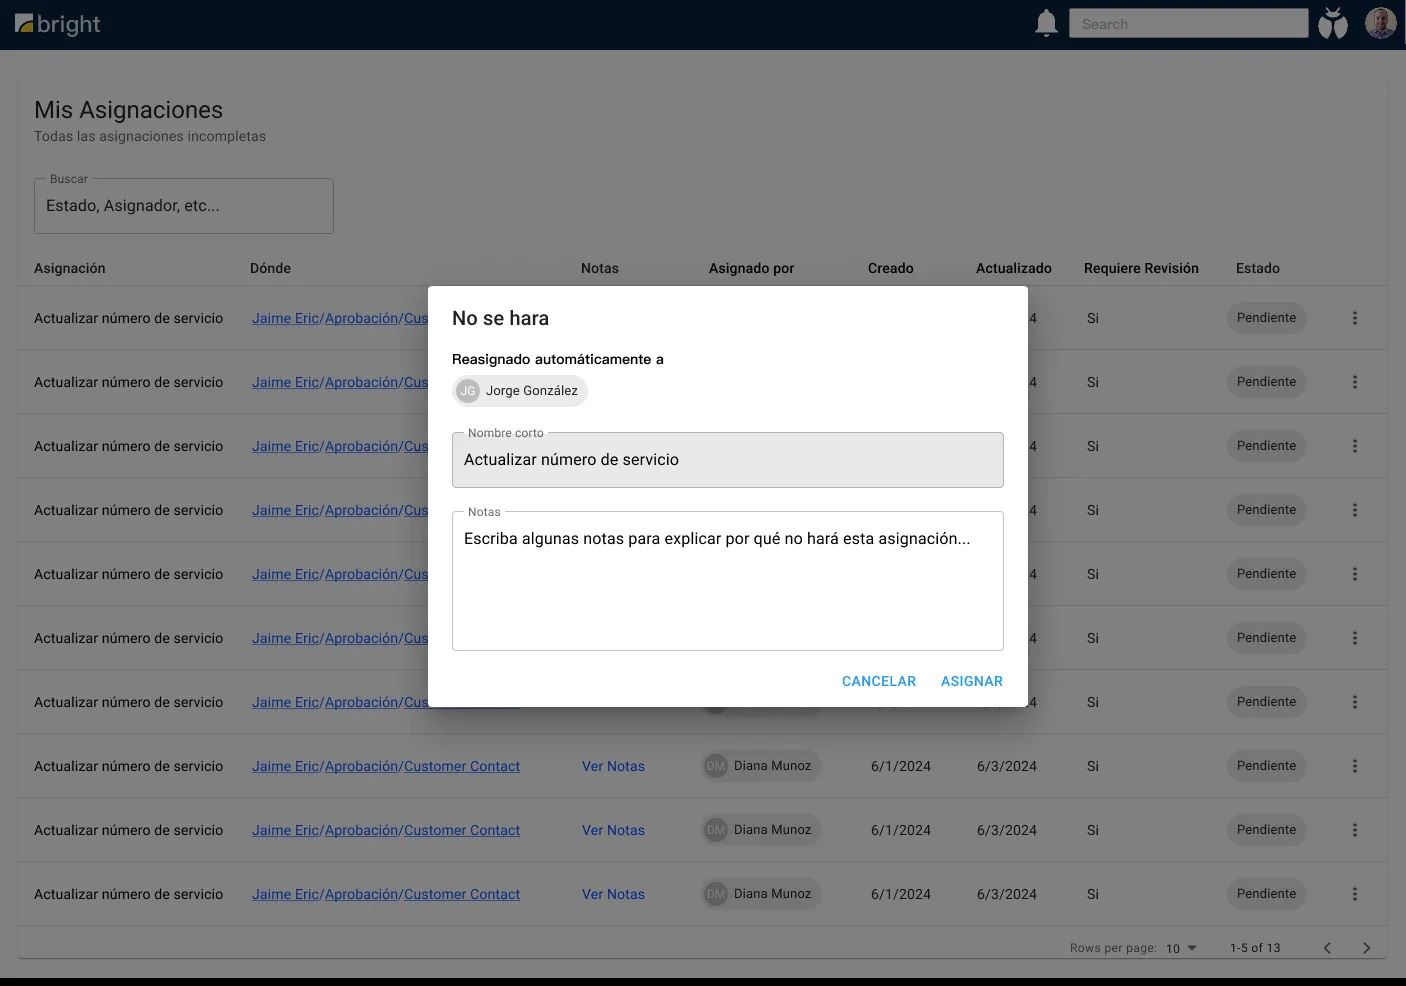 bright
Search
Mis Asignaciones
Todas las asignaciones incompletas
Buscar
Estado, Asignador, etc...
Asignación Dónde Notas Asignado por Creado Actualizado Requiere Revisión Estado
Actualizar número de servicio Jaime Eric/Aprobación/Cus 4 Si Pendiente
Actualizar número de servicio Jaime Eric/Aprobación/Cus 4 Si Pendiente
Actualizar número de servicio Jaime Eric/Aprobación/Cus 4 Si Pendiente
Actualizar número de servicio Jaime Eric/Aprobación/Cus 4 Si Pendiente
Actualizar número de servicio Jaime Eric/Aprobación/Cus 4 Si Pendiente
Actualizar número de servicio Jaime Eric/Aprobación/Cus 4 Si Pendiente
Actualizar número de servicio Jaime Eric/Aprobación/Cus 4 Si Pendiente
No se hara
Reasignado automáticamente a
JG Jorge González
Nombre corto
Actualizar número de servicio
Notas
Escriba algunas notas para explicar por qué no hará esta asignación...
CANCELAR ASIGNAR
Actualizar número de servicio Jaime Eric/Aprobación/Customer Contact Ver Notas DM Diana Munoz 6/1/2024 6/3/2024 Si Pendiente
Actualizar número de servicio Jaime Eric/Aprobación/Customer Contact Ver Notas DM Diana Munoz 6/1/2024 6/3/2024 Si Pendiente
Actualizar número de servicio Jaime Eric/Aprobación/Customer Contact Ver Notas DM Diana Munoz 6/1/2024 6/3/2024 Si Pendiente
Rows per page: 10 1-5 of 13